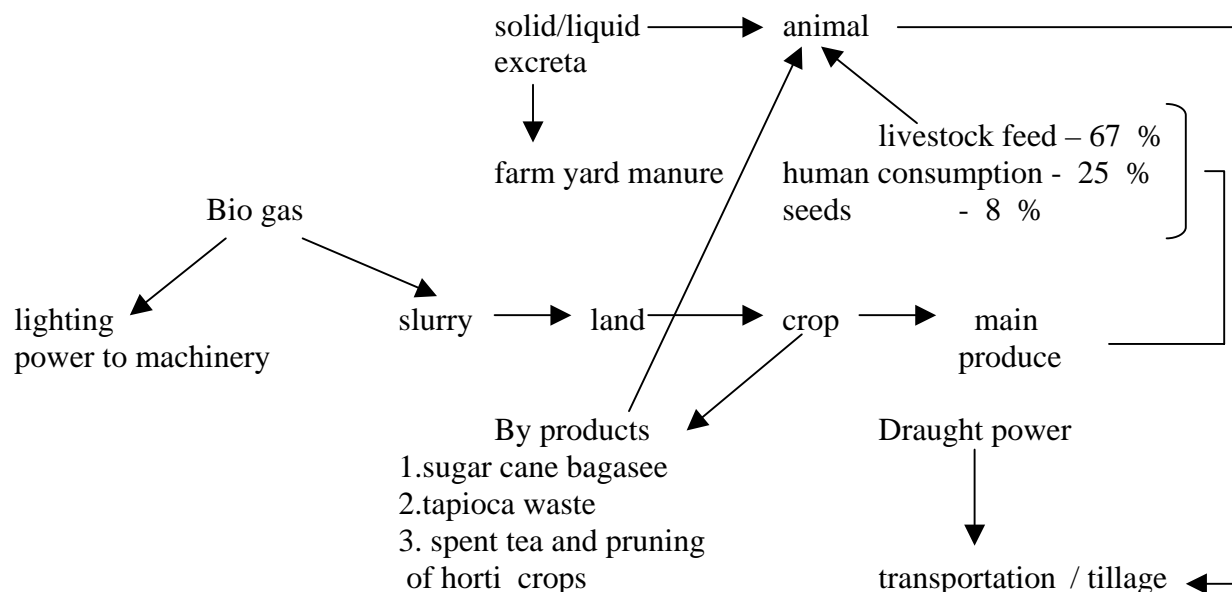 solid/liquid
excreta
animal
livestock feed – 67 %
farm yard manure
human consumption - 25 %
seeds - 8 %
Bio gas
lighting
power to machinery
slurry
land
crop
main
produce
By products
1.sugar cane bagasee
2.tapioca waste
3. spent tea and pruning
of horti crops
Draught power
transportation / tillage